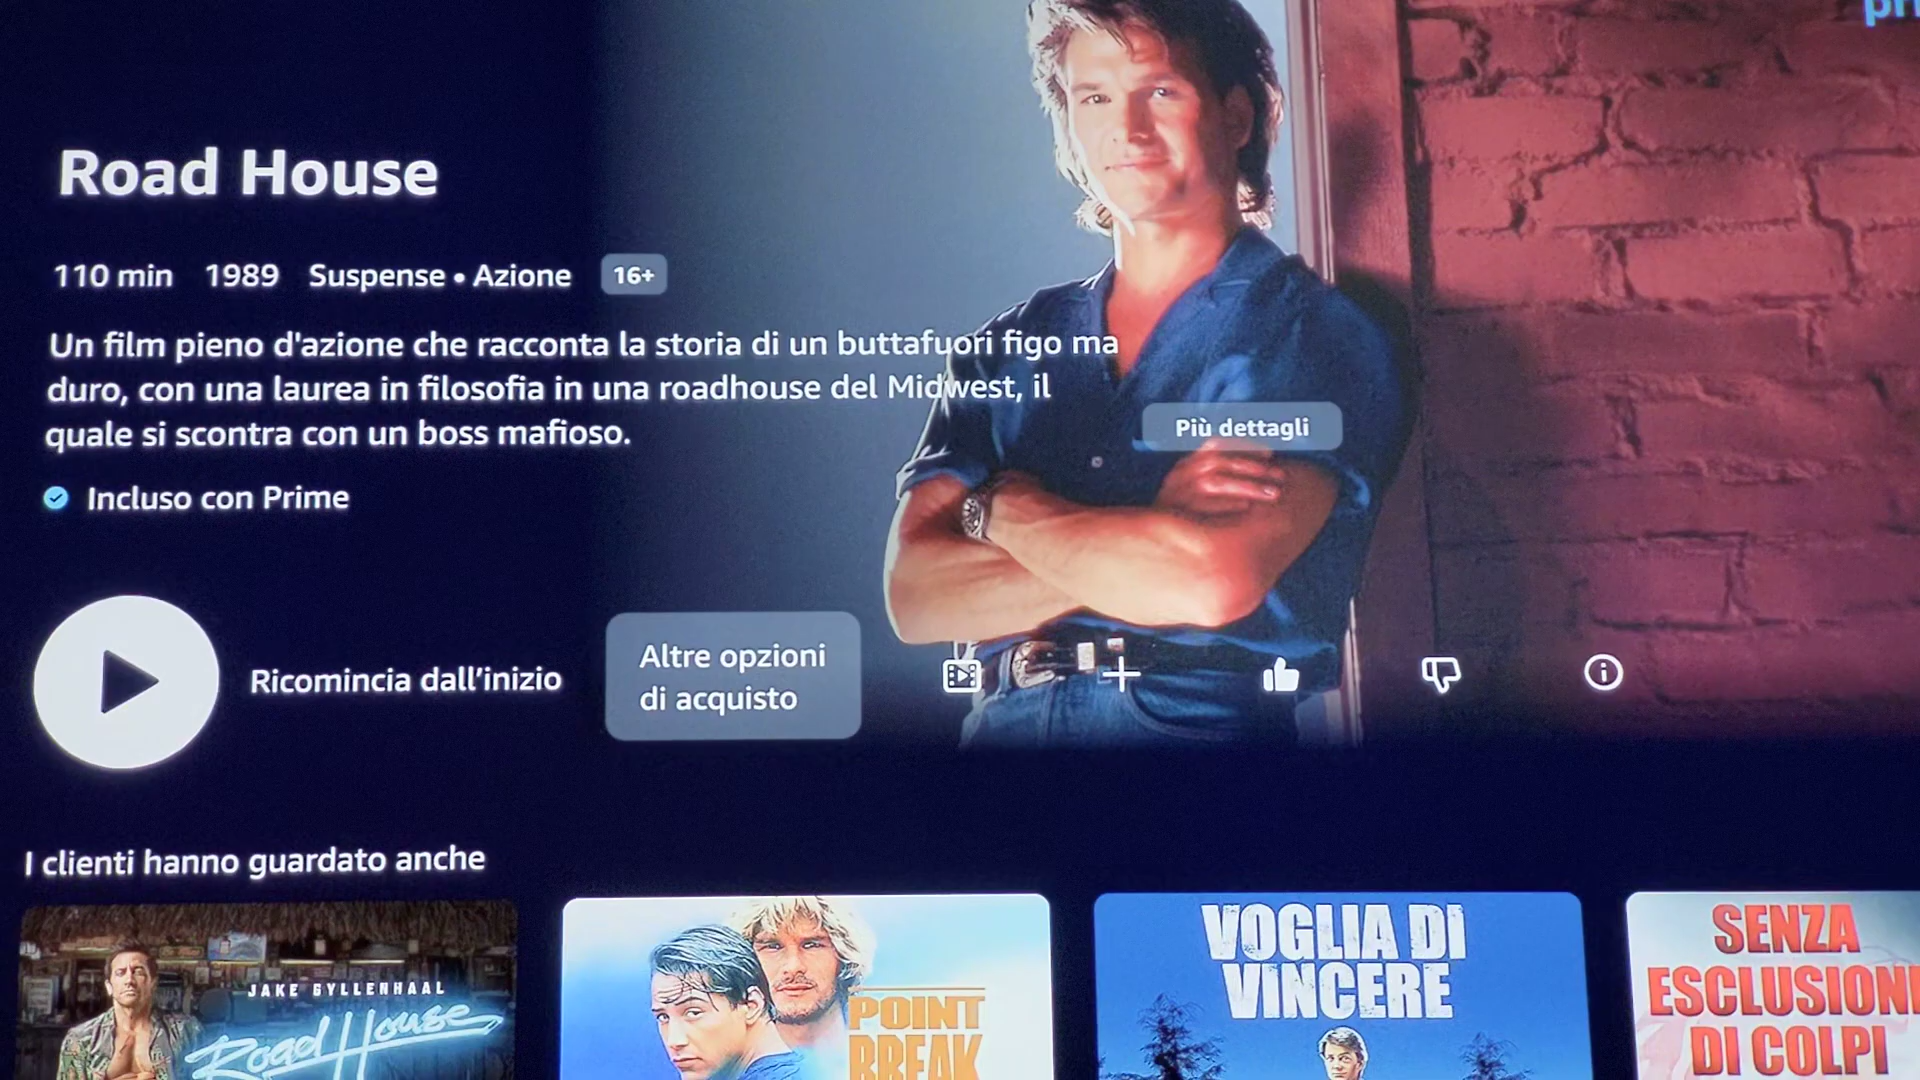 Road House
110 min 1989 Suspense • Azione 16+
Un film pieno d'azione che racconta la storia di un buttafuori figo ma
duro, con una laurea in filosofia in una roadhouse del Midwest, il
quale si scontra con un boss mafioso.
Più dettagli
Incluso con Prime
Ricomincia dall'inizio
Altre opzioni
di acquisto
I clienti hanno guardato anche
JAKE GYLLENHAAL
Road House
POINT
BREAK
VOGLIA DI
VINCERE
SENZA
ESCLUSIONE
DI COLPI